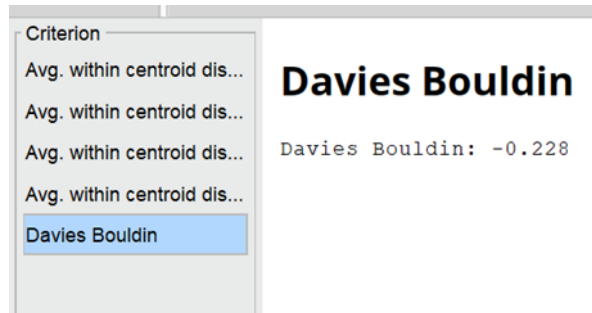 Criterion
Avg. within centroid dis...
Avg. within centroid dis...
Avg. within centroid dis...
Avg. within centroid dis...
Davies Bouldin
Davies Bouldin
Davies Bouldin: -0.228